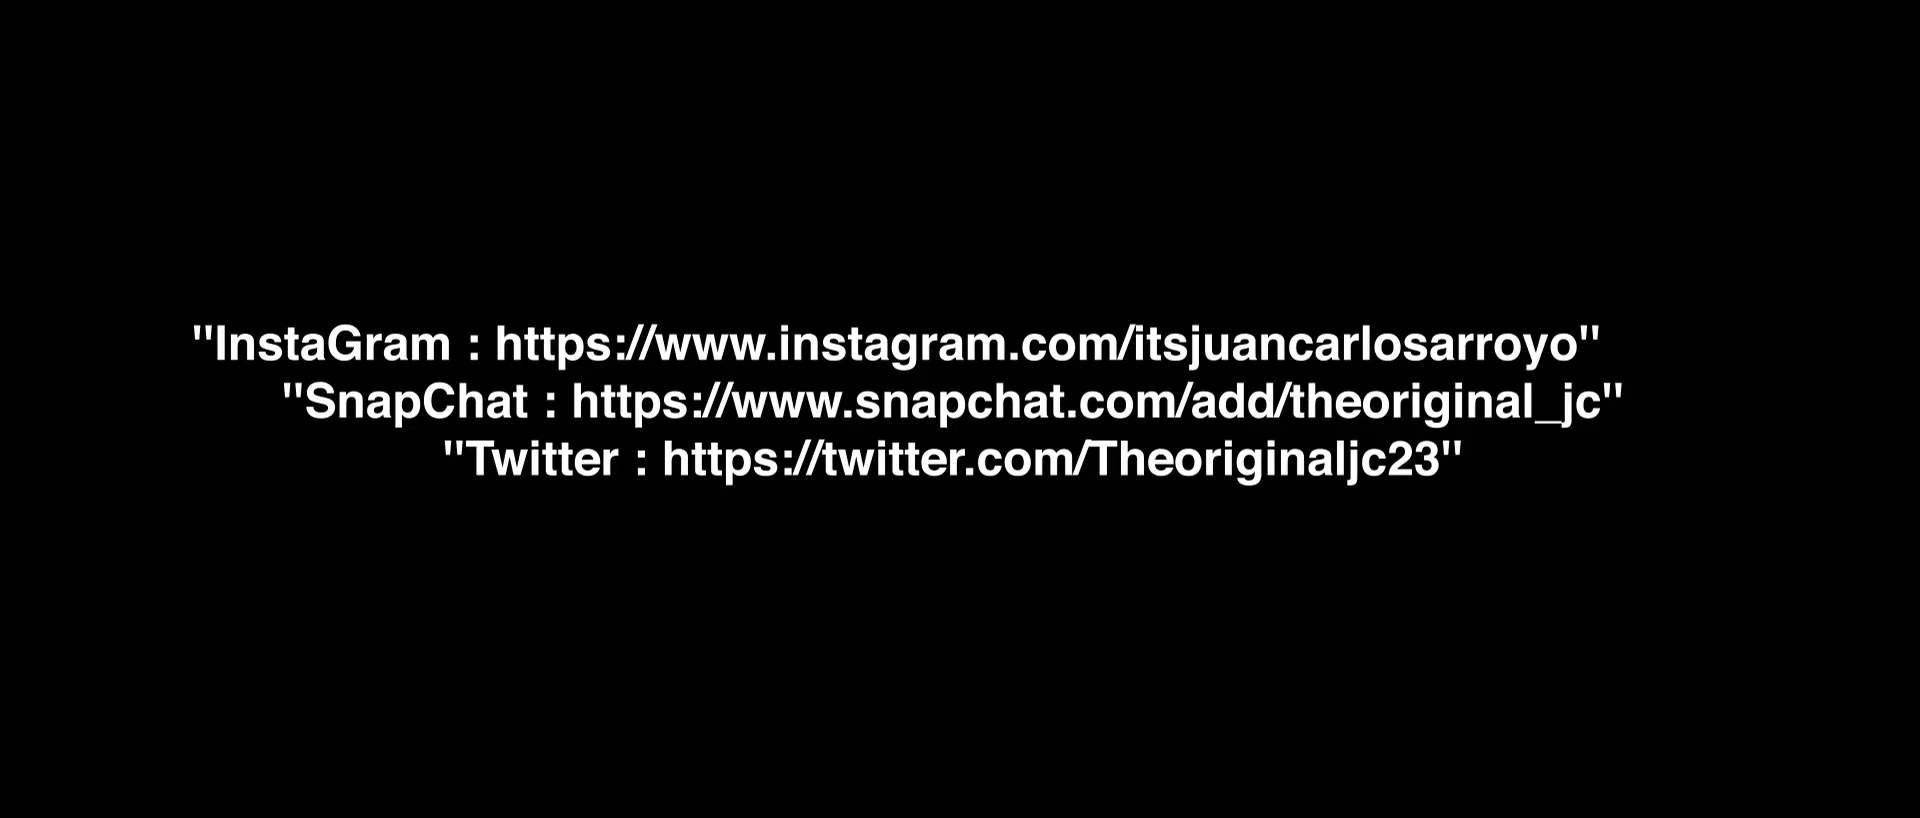 "InstaGram : https://www.instagram.com/itsjuancarlosarroyo"
"SnapChat : https://www.snapchat.com/add/theoriginal_jc"
"Twitter : https://twitter.com/Theoriginaljc23"